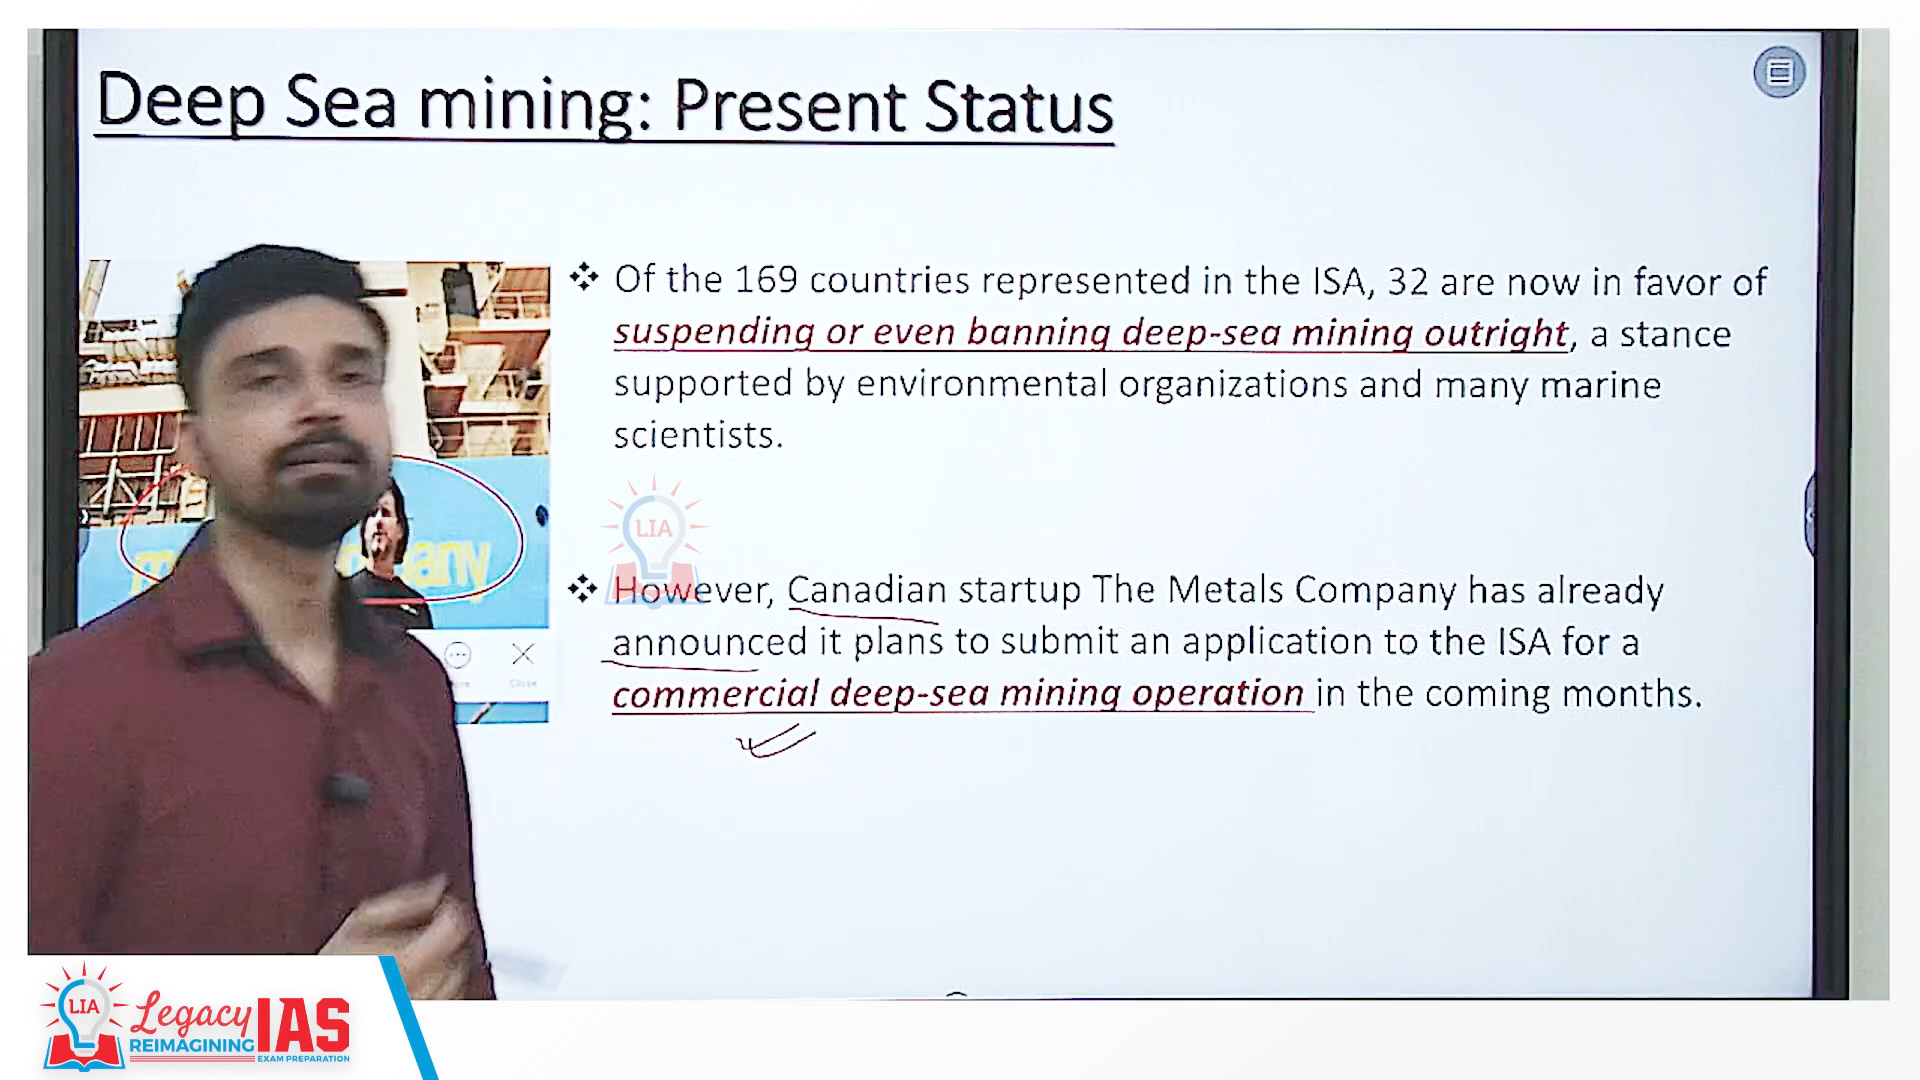 Deep Sea mining: Present Status
❖ Of the 169 countries represented in the ISA, 32 are now in favor of
suspending or even banning deep-sea mining outright, a stance
supported by environmental organizations and many marine
scientists.
any
LIA
❖ However, Canadian startup The Metals Company has already
announced it plans to submit an application to the ISA for a
commercial deep-sea mining operation in the coming months.
Close
LIA
Legacy IAS
REIMAGINING
EXAM PREPARATION